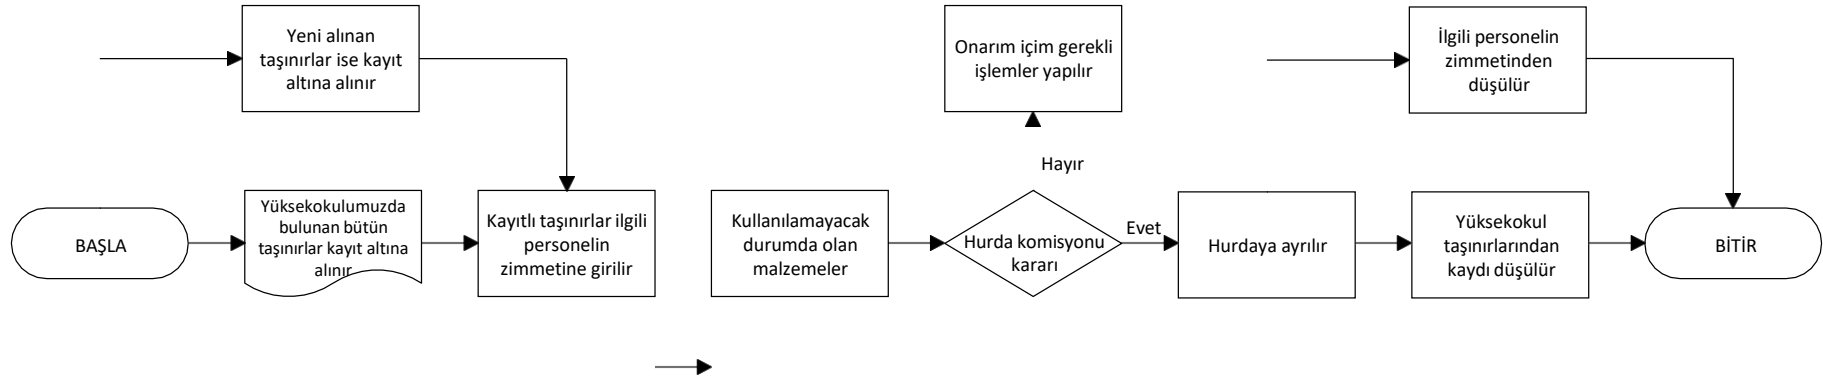 Yeni alınan
taşınırlar ise kayıt
altına alınır
Onarım içim gerekli
işlemler yapılır
İlgili personelin
zimmetinden
düşülür
Hayır
BAŞLA
Yüksekokulumuzda
bulunan bütün
taşınırlar kayıt altına
alınır
Kayıtlı taşınırlar ilgili
personelin
zimmetine girilir
Kullanılamayacak
durumda olan
malzemeler
Hurda komisyonu
kararı
Evet
Hurdaya ayrılır
Yüksekokul
taşınırlarından
kaydı düşülür
BİTİR